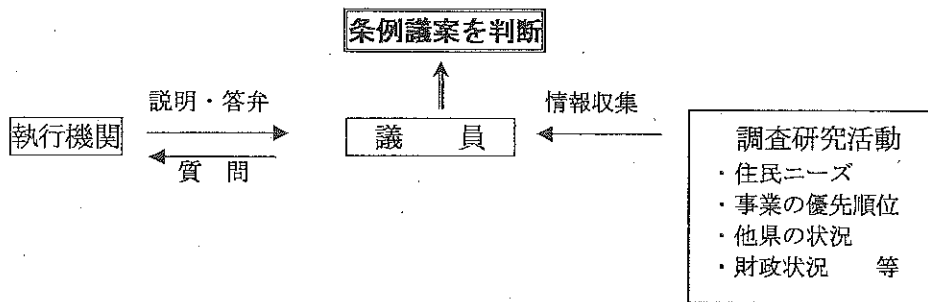 条例議案を判断
説明・答弁
情報収集
執行機関
議　員
質　問
調査研究活動
・住民ニーズ
・事業の優先順位
・他県の状況
・財政状況　等